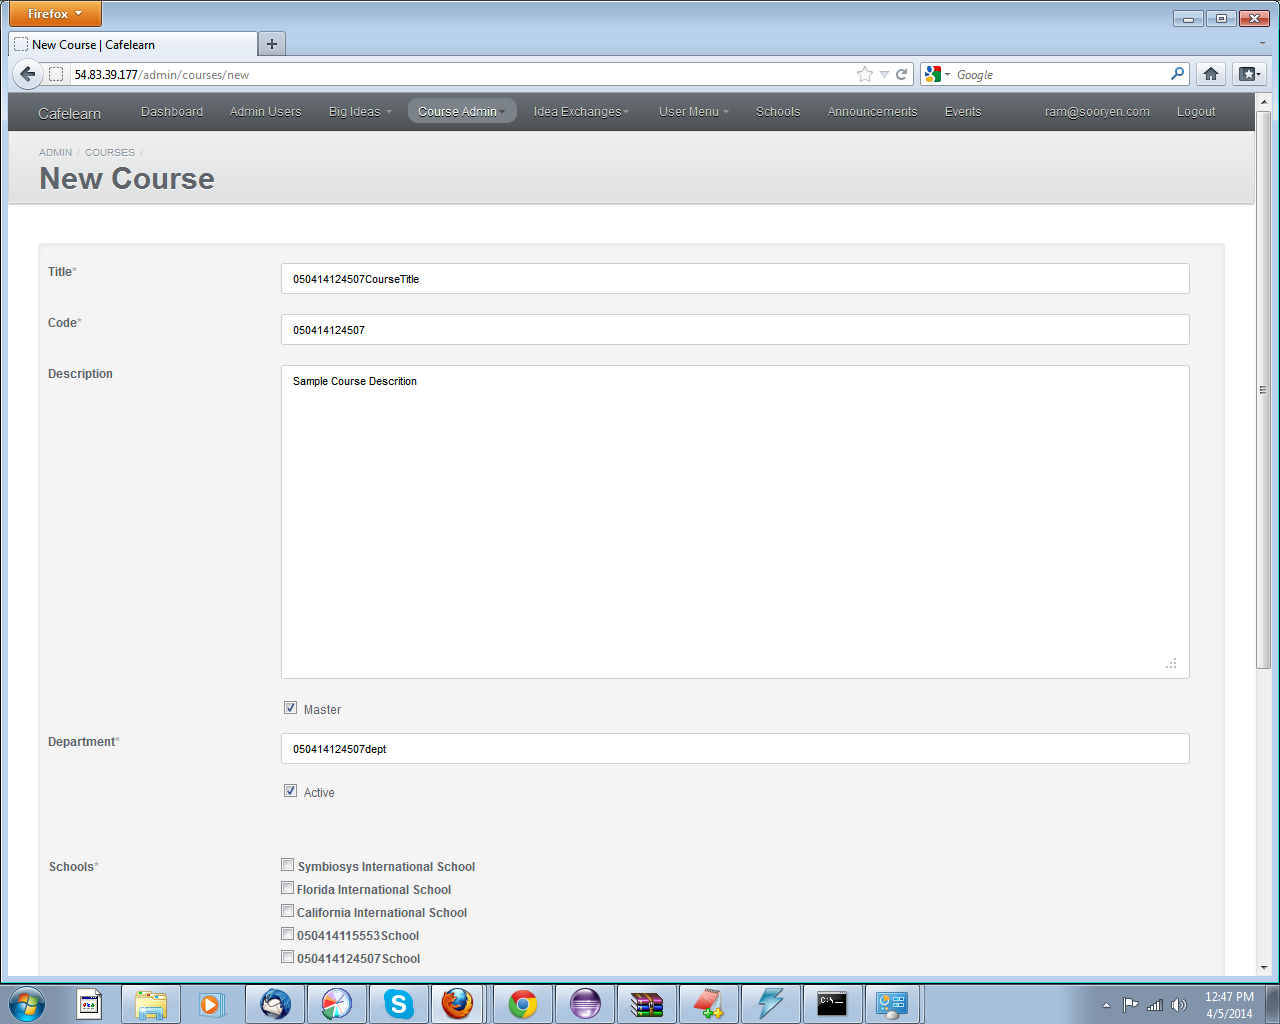 Firefox
New Course | Cafelearn
54.83.39.177/admin/courses/new
Google
Cafelearn Dashboard Admin Users Big Ideas Course Admin Idea Exchanges User Menu Schools Announcements Events ram@sooryen.com Logout
ADMIN / COURSES /
New Course
Title* 050414124507CourseTitle
Code* 050414124507
Description Sample Course Descrition
Master
Department* 050414124507dept
Active
Schools* Symbiosys International School
Florida International School
California International School
050414115553School
050414124507School
12:47 PM
4/5/2014